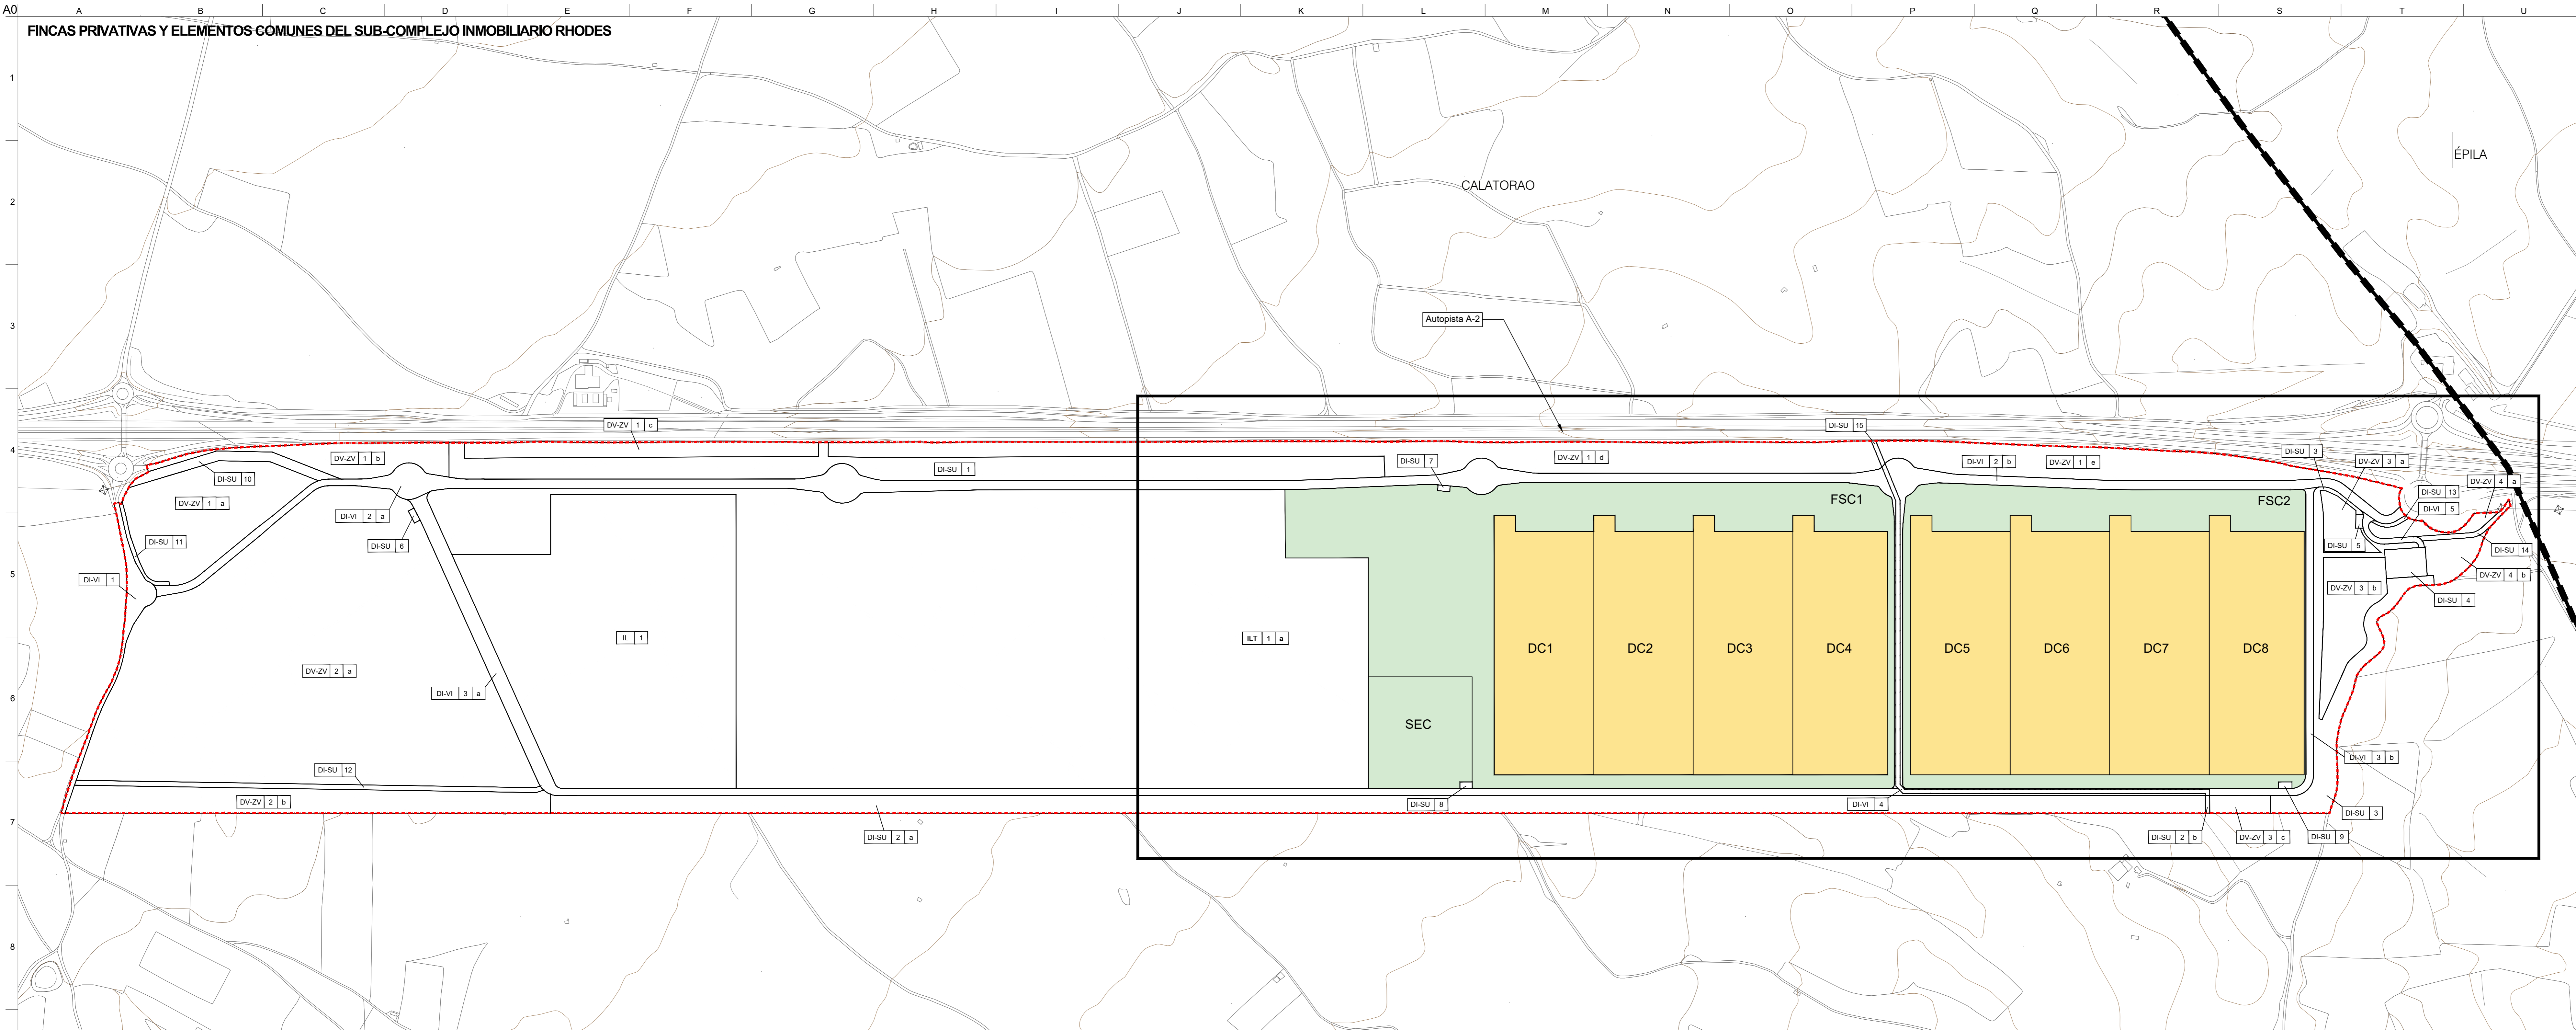 A0 A B C D E F G H I J K L M N O P Q R S T U
FINCAS PRIVATIVAS Y ELEMENTOS COMUNES DEL SUB-COMPLEJO INMOBILIARIO RHODES
1
ÉPILA
CALATORAO
2
Autopista A-2
3
DV-ZV 1 c
DI-SU 15
4
DV-ZV 1 b
DI-SU 1
DI-SU 7
DV-ZV 1 d
DI-VI 2 b
DV-ZV 1 e
DI-SU 3
DV-ZV 3 a
DI-SU 10
DV-ZV 4 a
DI-SU 13
DV-ZV 1 a
FSC1
FSC2
DI-VI 5
DI-VI 2 a
DI-SU 11
DI-SU 6
DI-SU 5
DI-SU 14
5
DI-VI 1
DV-ZV 4 b
DV-ZV 3 b
DI-SU 4
IL 1
ILT 1 a
DC1
DC2
DC3
DC4
DC5
DC6
DC7
DC8
DV-ZV 2 a
DI-VI 3 a
6
SEC
DI-VI 3 b
DI-SU 12
DV-ZV 2 b
DI-SU 8
DI-VI 4
DI-SU 3
7
DI-SU 2 a
DI-SU 2 b
DV-ZV 3 c
DI-SU 9
8